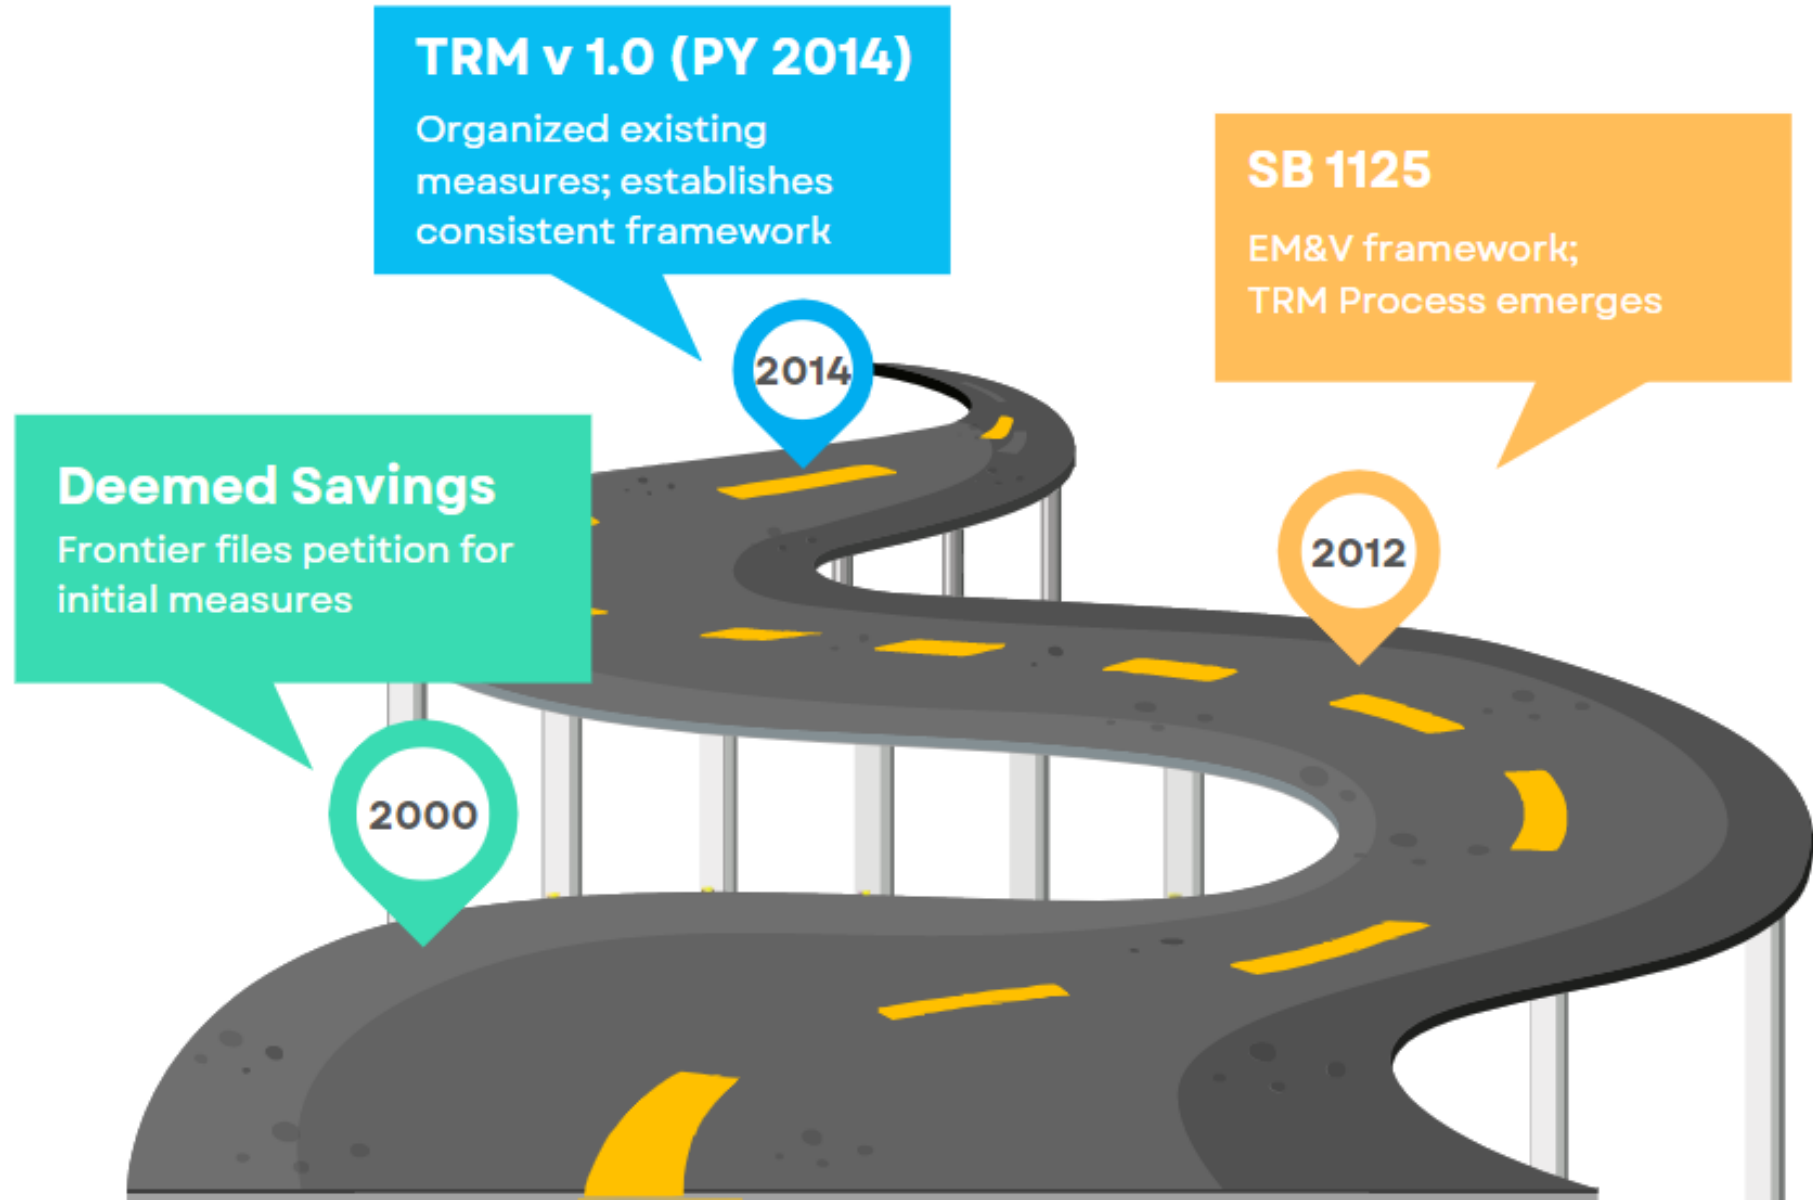 TRM v 1.0 (PY 2014)
Organized existing
measures; establishes
consistent framework
SB 1125
EM&V framework;
TRM Process emerges
2014
Deemed Savings
Frontier files petition for
initial measures
2012
2000